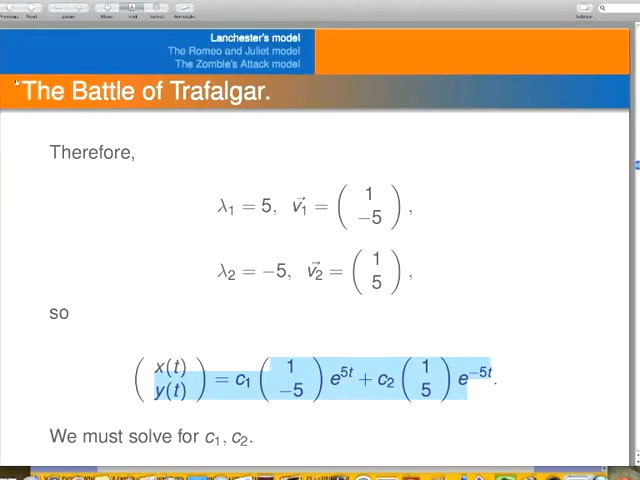 Lanchester's model
The Romeo and Juliet model
The Zombie's Attack model
The Battle of Trafalgar.
Therefore,
λ₁ = 5, v₁⃗ = ( 1 −5 ),
λ₂ = −5, v₂⃗ = ( 1 5 ),
so
( x(t) y(t) ) = c₁ ( 1 −5 ) e^{5t} + c₂ ( 1 5 ) e^{−5t}.
We must solve for c₁, c₂.